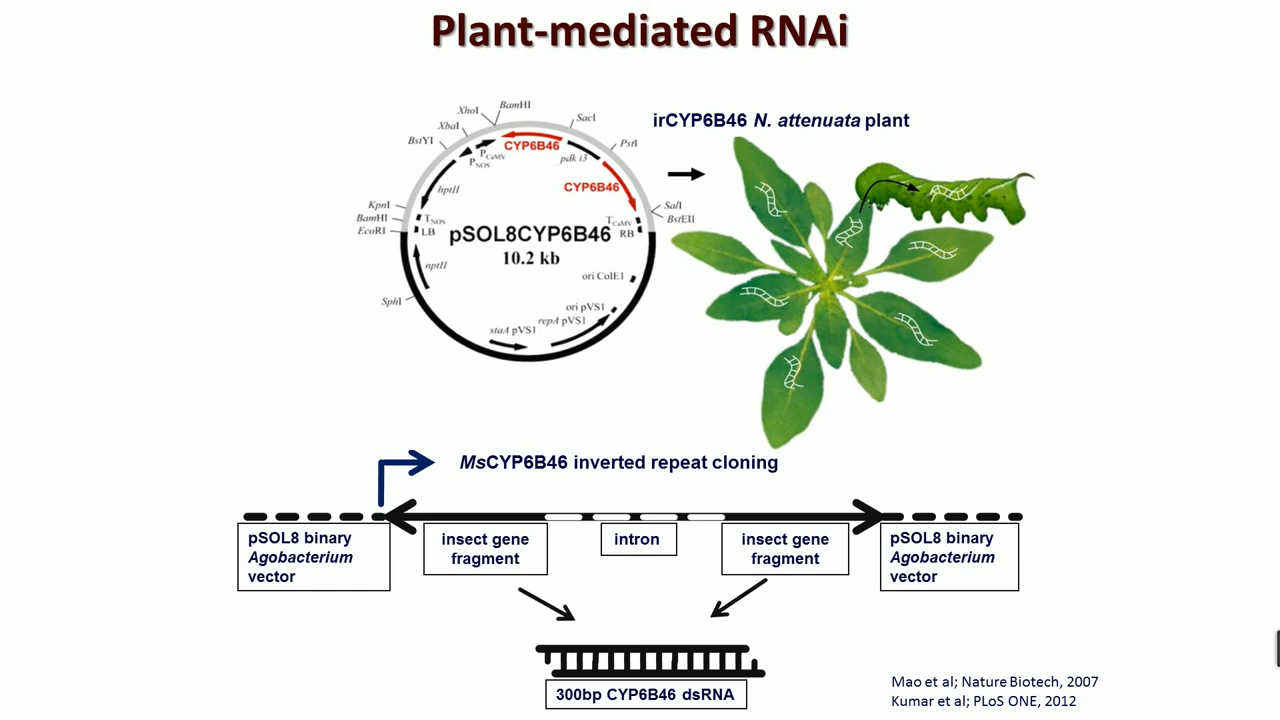 Plant-mediated RNAi
BamHI
XhoI
SacI
XbaI
BstYI
PstI
CYP6B46
PCaMV
PNOS
pdk i3
CYP6B46
hptII
KpnI
SalI
BamHI
BstEII
TNOS
TCaMV
EcoRI
LB
RB
pSOL8CYP6B46
10.2 kb
nptII
ori ColE1
SphI
ori pVS1
repA pVS1
staA pVS1
irCYP6B46 N. attenuata plant
MsCYP6B46 inverted repeat cloning
pSOL8 binary
Agobacterium
vector
insect gene
fragment
intron
insect gene
fragment
pSOL8 binary
Agobacterium
vector
300bp CYP6B46 dsRNA
Mao et al; Nature Biotech, 2007
Kumar et al; PLoS ONE, 2012